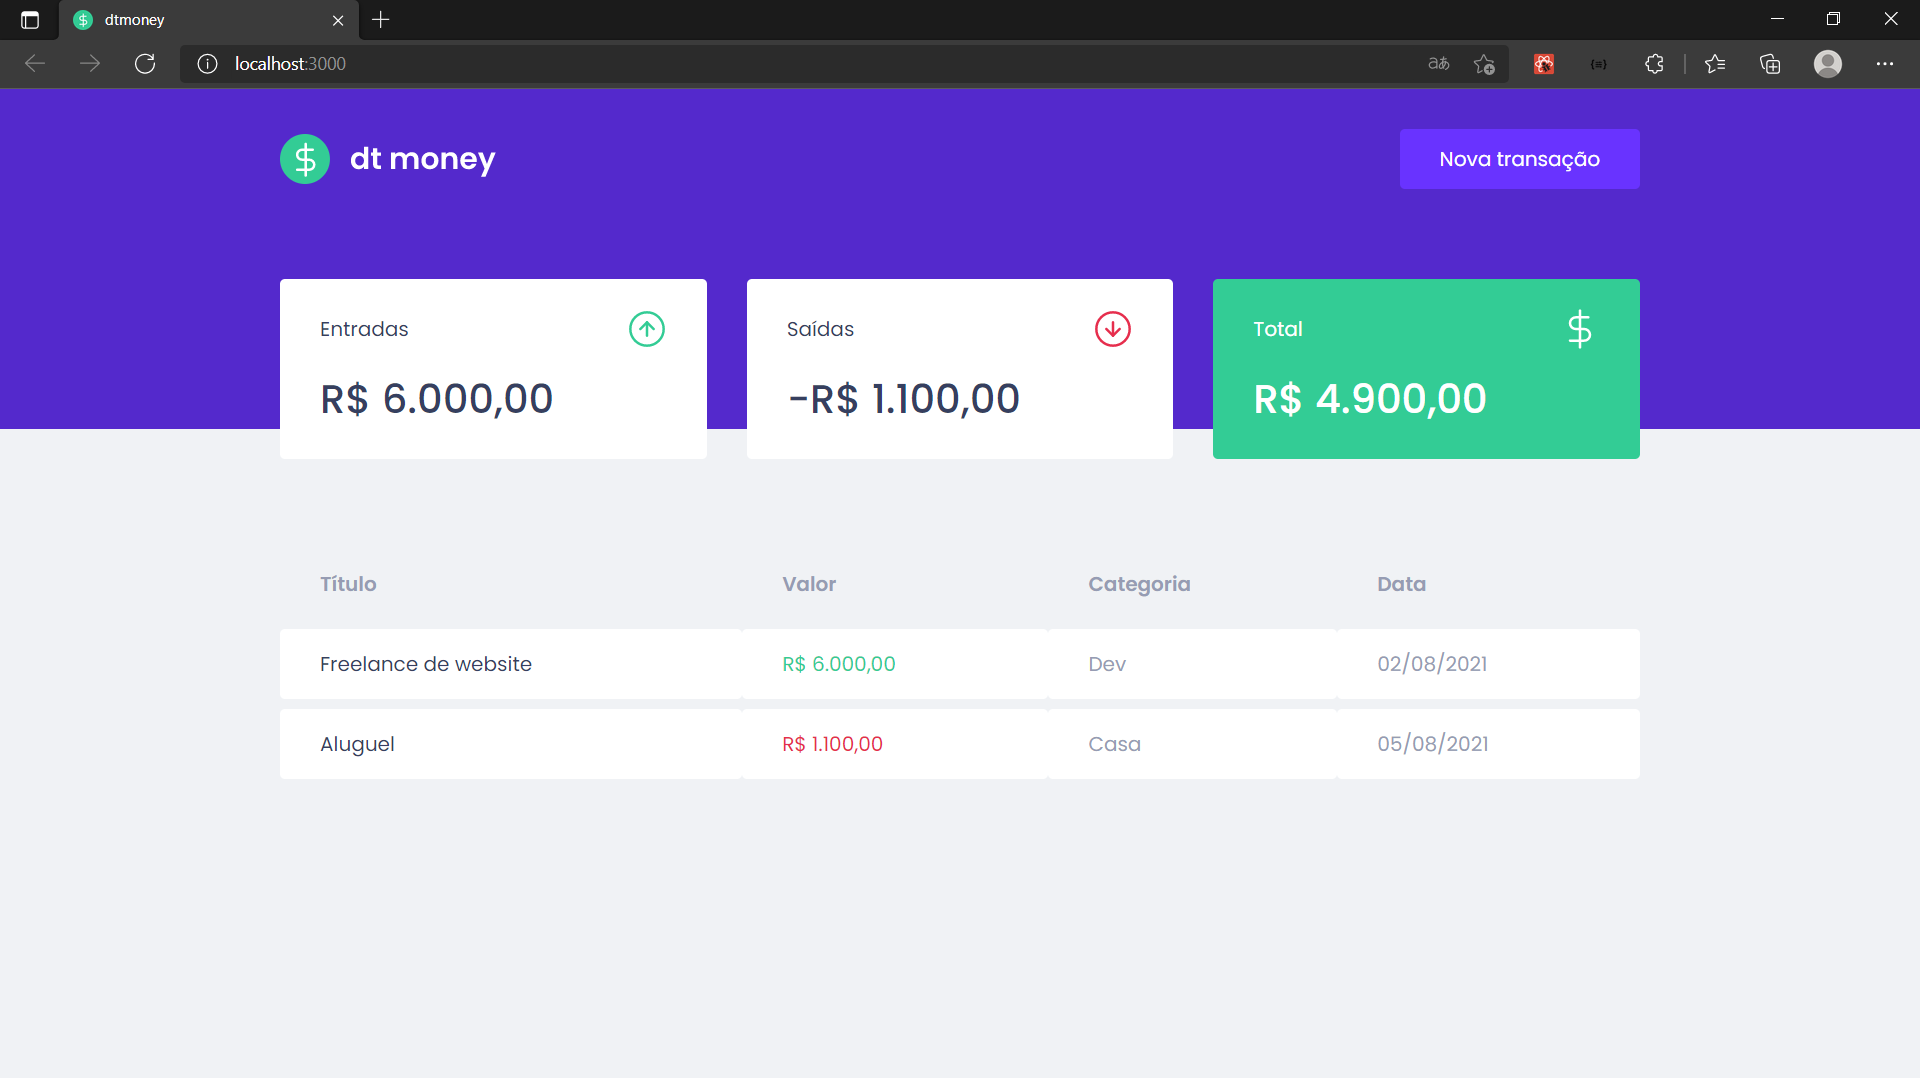 dtmoney
localhost:3000
dt money
Nova transação
Entradas
R$ 6.000,00
Saídas
-R$ 1.100,00
Total
R$ 4.900,00
Título Valor Categoria Data
Freelance de website R$ 6.000,00 Dev 02/08/2021
Aluguel R$ 1.100,00 Casa 05/08/2021